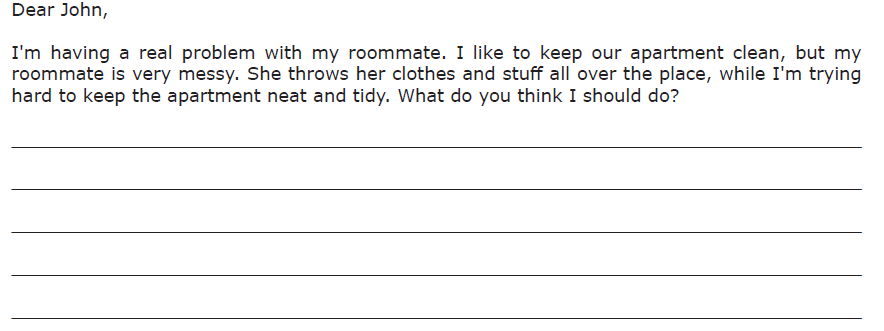 Dear John,
I'm having a real problem with my roommate. I like to keep our apartment clean, but my
roommate is very messy. She throws her clothes and stuff all over the place, while I'm trying
hard to keep the apartment neat and tidy. What do you think I should do?